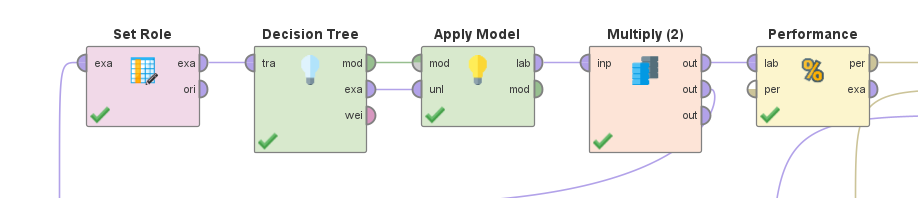 Set Role
Decision Tree
Apply Model
Multiply (2)
Performance
exa
exa
tra
mod
mod
lab
inp
out
lab
per
ori
exa
unl
mod
out
per
exa
wei
out